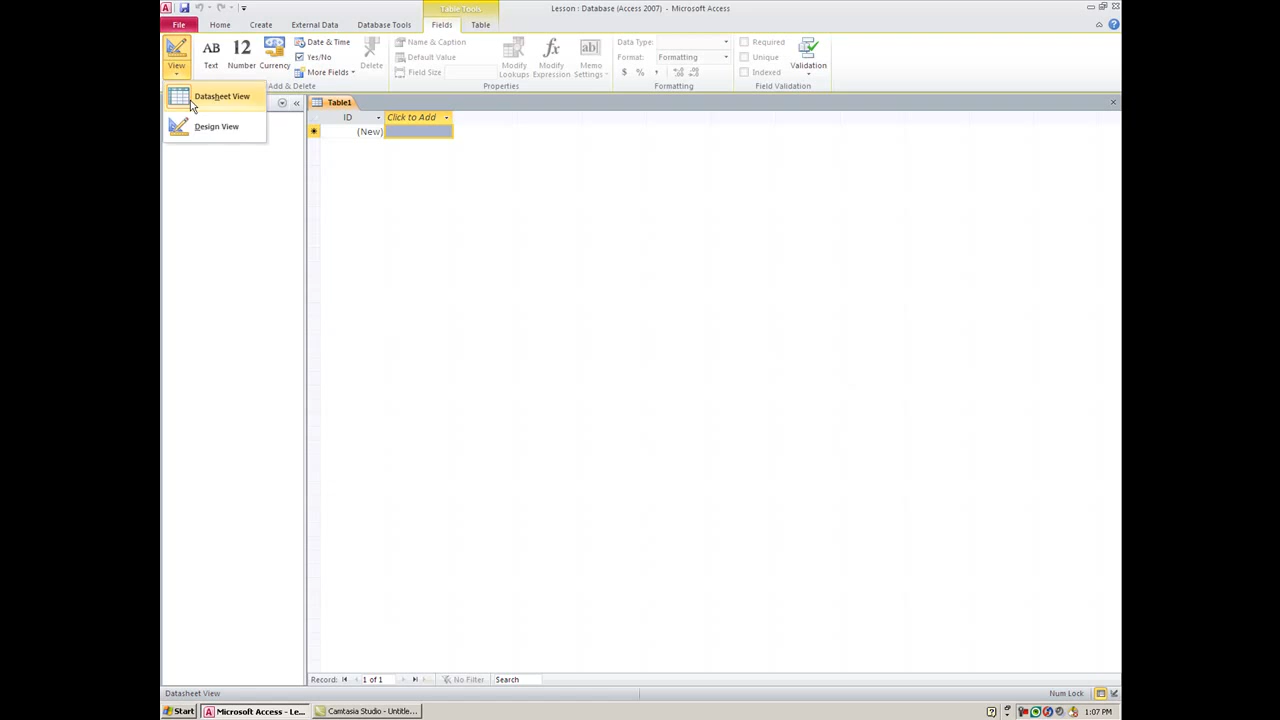 Table Tools
Lesson : Database (Access 2007) - Microsoft Access
File Home Create External Data Database Tools Fields Table
View
AB Text
12 Number
Currency
Date & Time
Yes/No
More Fields
Delete
Add & Delete
Name & Caption
Default Value
Field Size
Modify Lookups
fx Modify Expression
ab Memo Settings
Properties
Data Type:
Format: Formatting
$ % ,
Formatting
Required
Unique
Indexed
Validation
Field Validation
Datasheet View
Design View
Table1
ID Click to Add
(New)
Record: 1 of 1 No Filter Search
Datasheet View Num Lock
Start Microsoft Access - Le... Camtasia Studio - Untitle... 1:07 PM